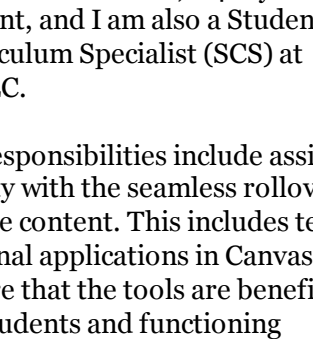 nt, and I am also a Studen
iculum Specialist (SCS) at
C.
esponsibilities include assi
y with the seamless rollov
e content. This includes te
nal applications in Canvas
e that the tools are benefi
udents and functioning